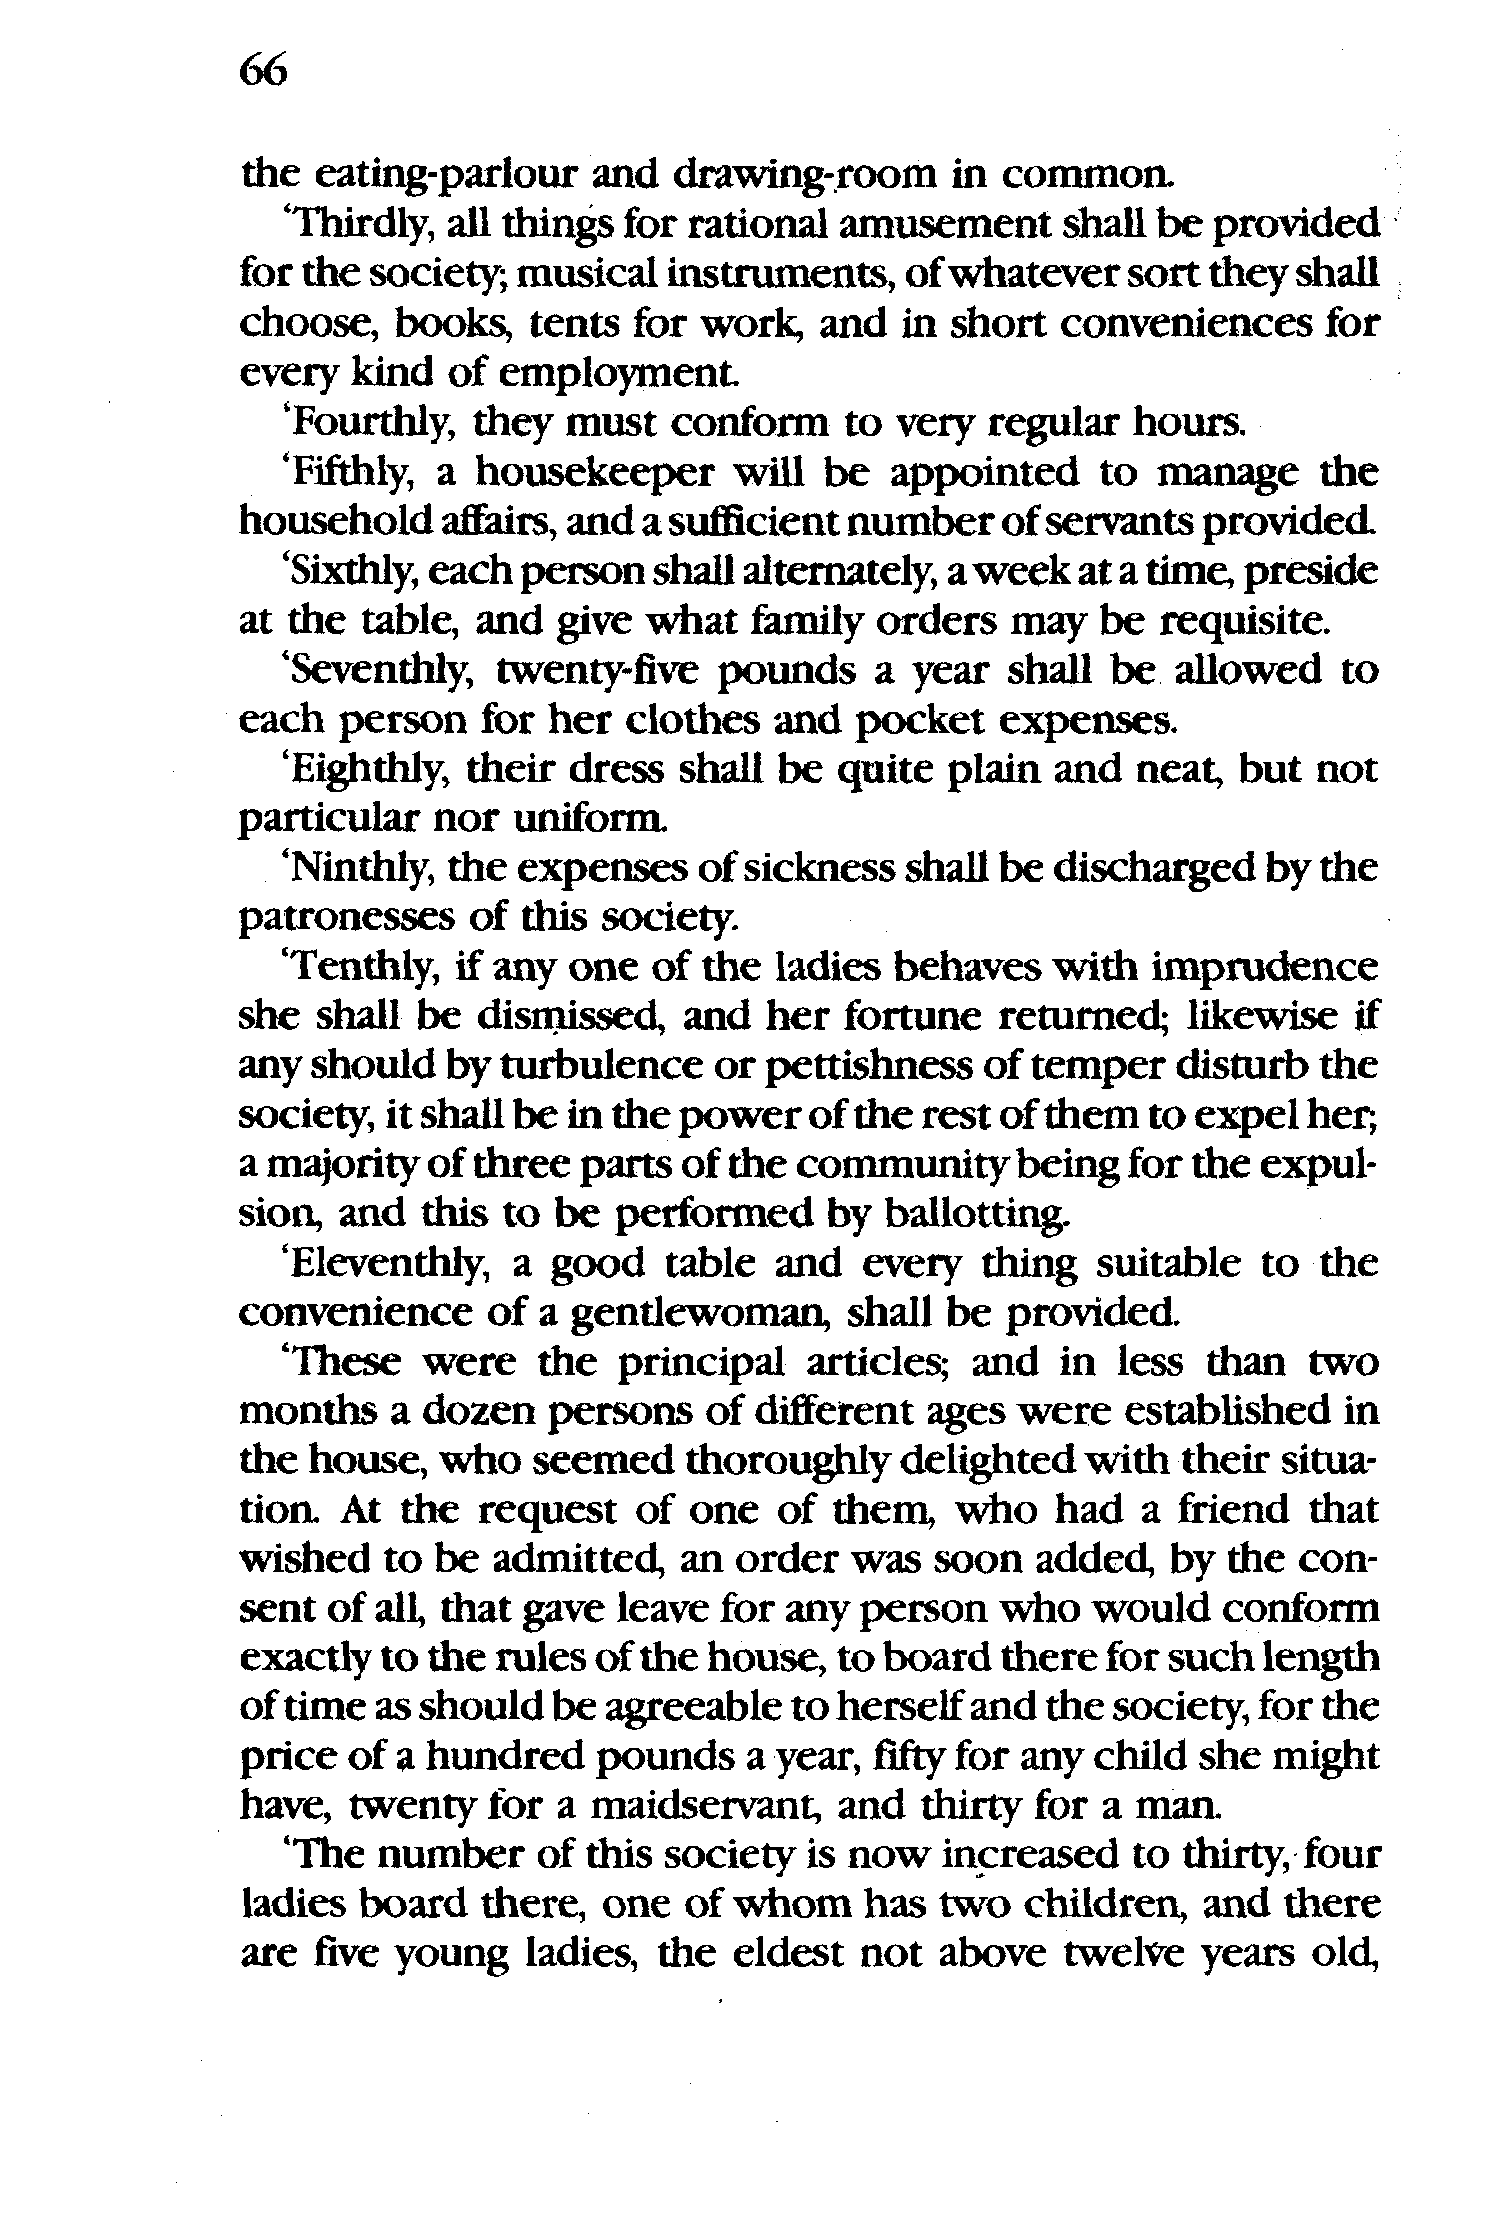 66
the eating-parlour and drawing-room in common.
‘Thirdly, all things for rational amusement shall be provided
for the society; musical instruments, of whatever sort they shall
choose, books, tents for work, and in short conveniences for
every kind of employment.
‘Fourthly, they must conform to very regular hours.
‘Fifthly, a housekeeper will be appointed to manage the
household affairs, and a sufficient number of servants provided.
‘Sixthly, each person shall alternately, a week at a time, preside
at the table, and give what family orders may be requisite.
‘Seventhly, twenty-five pounds a year shall be allowed to
each person for her clothes and pocket expenses.
‘Eighthly, their dress shall be quite plain and neat, but not
particular nor uniform.
‘Ninthly, the expenses of sickness shall be discharged by the
patronesses of this society.
‘Tenthly, if any one of the ladies behaves with imprudence
she shall be dismissed, and her fortune returned; likewise if
any should by turbulence or pettishness of temper disturb the
society, it shall be in the power of the rest of them to expel her;
a majority of three parts of the community being for the expul-
sion, and this to be performed by ballotting.
‘Eleventhly, a good table and every thing suitable to the
convenience of a gentlewoman, shall be provided.
‘These were the principal articles; and in less than two
months a dozen persons of different ages were established in
the house, who seemed thoroughly delighted with their situa-
tion. At the request of one of them, who had a friend that
wished to be admitted, an order was soon added, by the con-
sent of all, that gave leave for any person who would conform
exactly to the rules of the house, to board there for such length
of time as should be agreeable to herself and the society, for the
price of a hundred pounds a year, fifty for any child she might
have, twenty for a maidservant, and thirty for a man.
‘The number of this society is now increased to thirty, four
ladies board there, one of whom has two children, and there
are five young ladies, the eldest not above twelve years old,